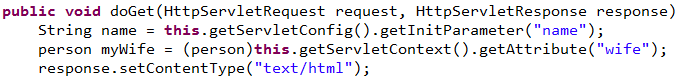 public void doGet(HttpServletRequest request, HttpServletResponse response)
String name = this.getServletConfig().getInitParameter("name");
person myWife = (person)this.getServletContext().getAttribute("wife");
response.setContentType("text/html");